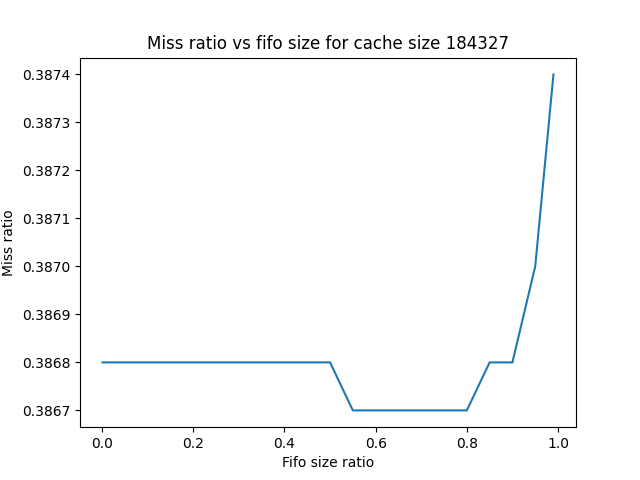 Miss ratio vs fifo size for cache size 184327
0.3874
0.3873
0.3872
0.3871
0.3870
0.3869
0.3868
0.3867
Miss ratio
0.0 0.2 0.4 0.6 0.8 1.0
Fifo size ratio